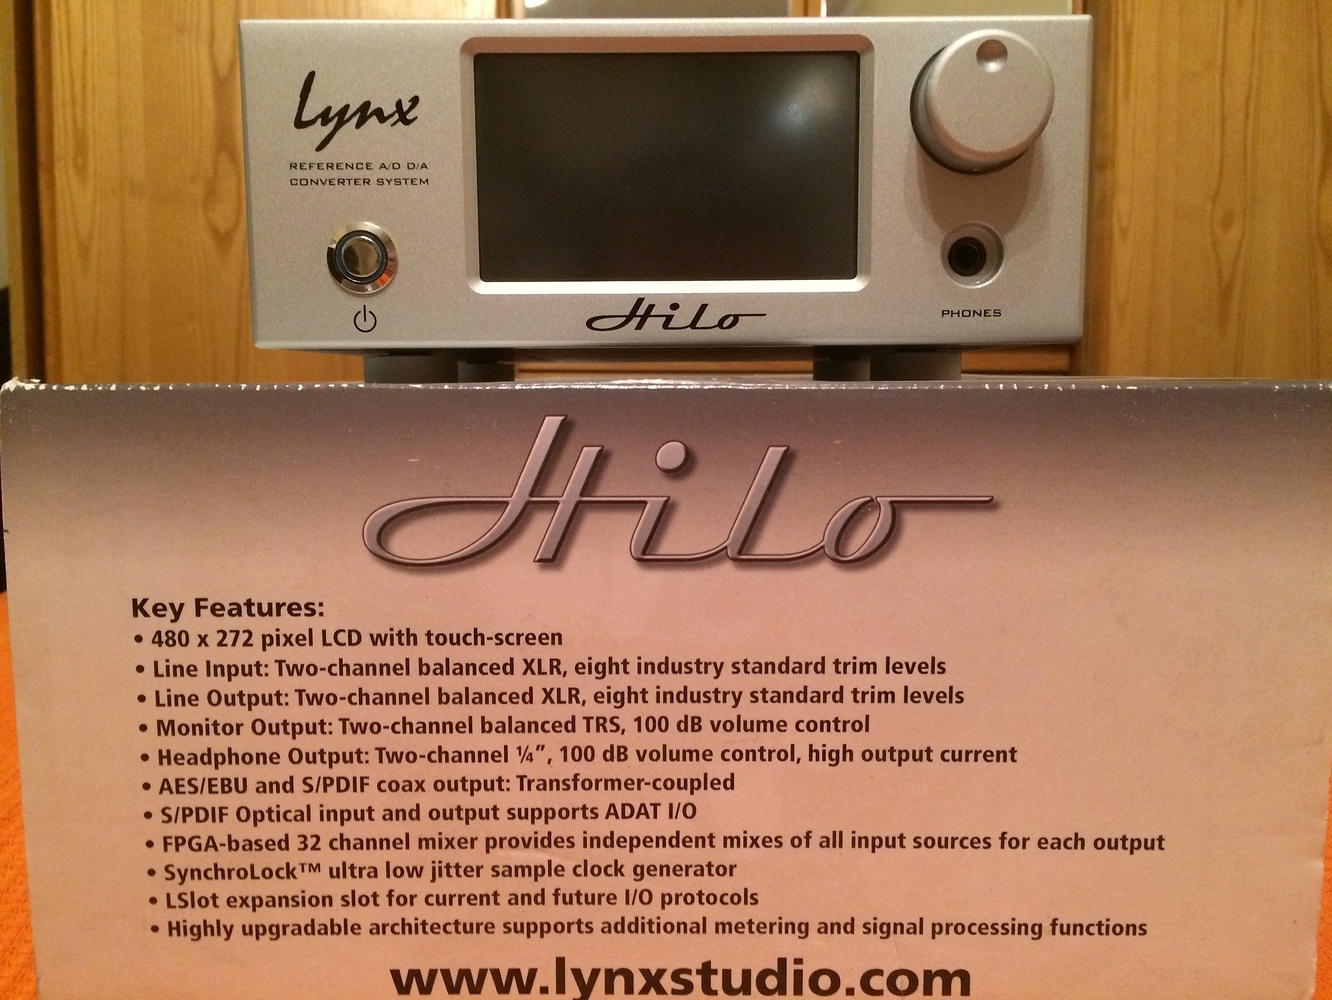 Lynx
REFERENCE A/D D/A
CONVERTER SYSTEM
Hilo
PHONES
Hilo
Key Features:
• 480 x 272 pixel LCD with touch-screen
• Line Input: Two-channel balanced XLR, eight industry standard trim levels
• Line Output: Two-channel balanced XLR, eight industry standard trim levels
• Monitor Output: Two-channel balanced TRS, 100 dB volume control
• Headphone Output: Two-channel ¼”, 100 dB volume control, high output current
• AES/EBU and S/PDIF coax output: Transformer-coupled
• S/PDIF Optical input and output supports ADAT I/O
• FPGA-based 32 channel mixer provides independent mixes of all input sources for each output
• SynchroLock™ ultra low jitter sample clock generator
• LSlot expansion slot for current and future I/O protocols
• Highly upgradable architecture supports additional metering and signal processing functions
www.lynxstudio.com